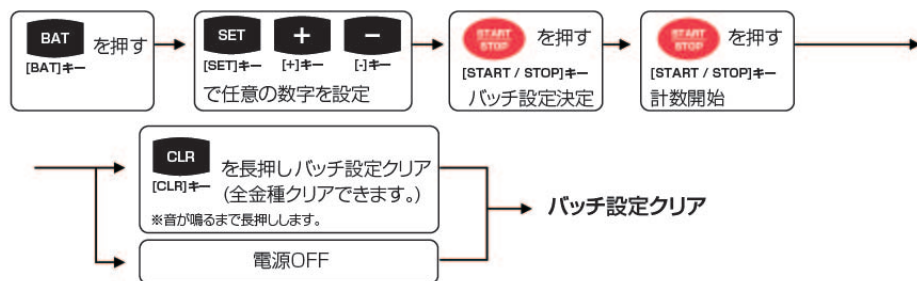 BAT を押す
[BAT]キー
SET + −
[SET]キー [+]キー [-]キー
で任意の数字を設定
START STOP を押す
[START / STOP]キー
バッチ設定決定
START STOP を押す
[START / STOP]キー
計数開始
CLR を長押しバッチ設定クリア
[CLR]キー (全金種クリアできます。)
※音が鳴るまで長押しします。
電源OFF
バッチ設定クリア